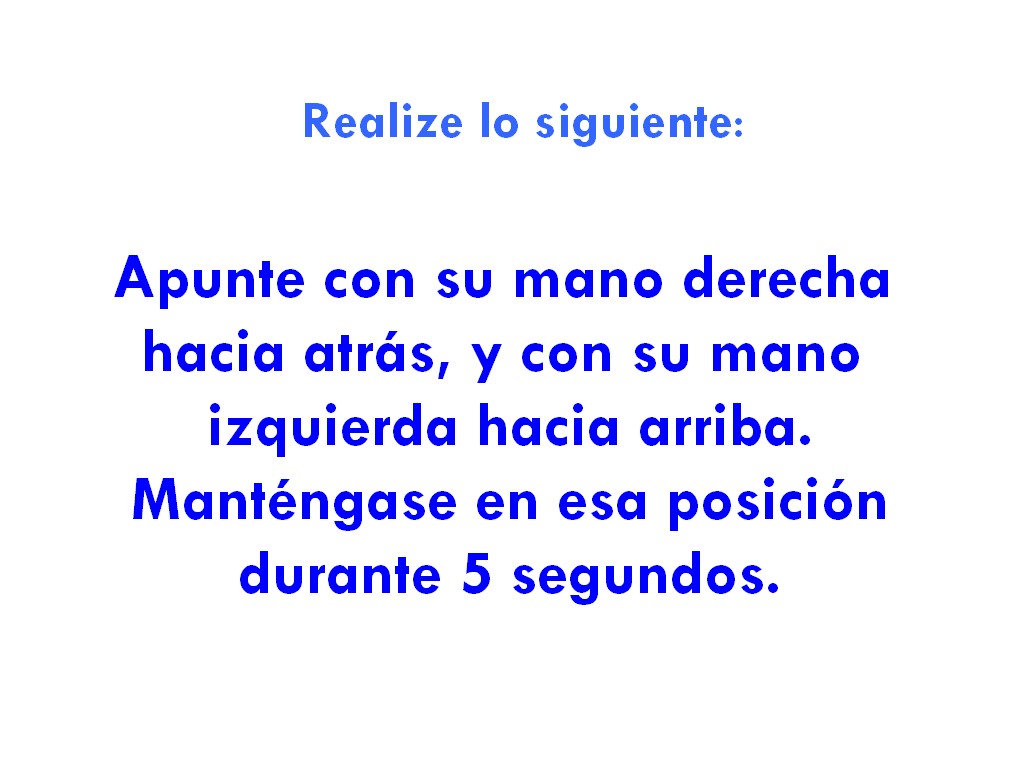 Realize lo siguiente:
Apunte con su mano derecha
hacia atrás, y con su mano
izquierda hacia arriba.
Manténgase en esa posición
durante 5 segundos.